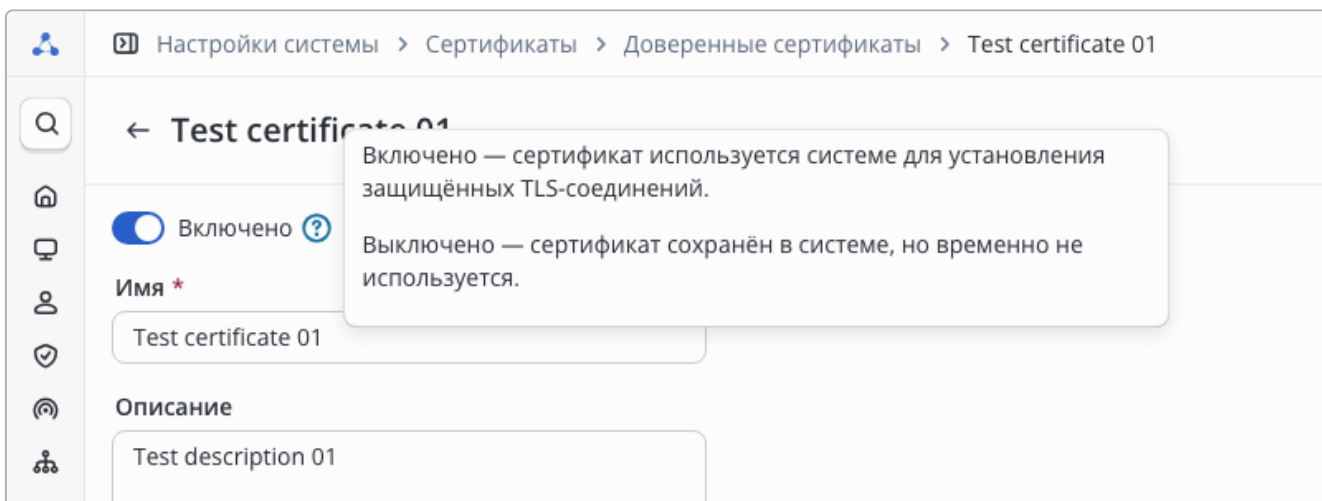 Настройки системы > Сертификаты > Доверенные сертификаты > Test certificate 01
← Test certificate 01
Включено — сертификат используется системе для установления
защищённых TLS-соединений.
Включено ?
Выключено — сертификат сохранён в системе, но временно не
используется.
Имя *
Test certificate 01
Описание
Test description 01